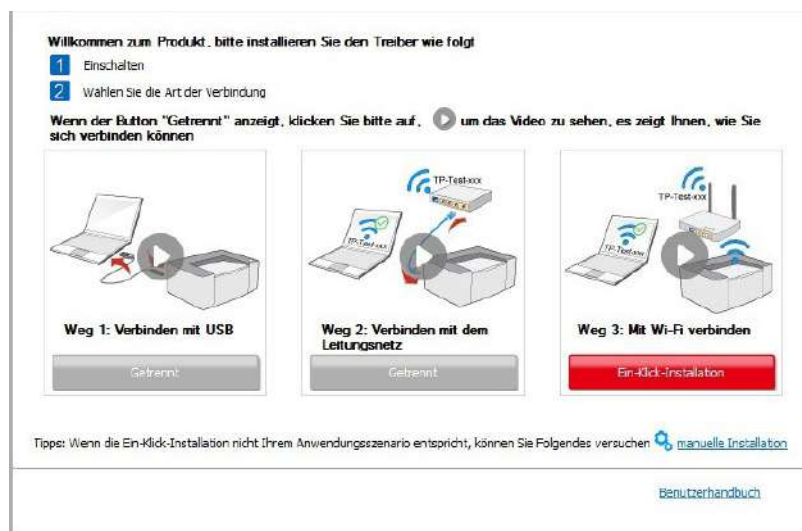 Willkommen zum Produkt, bitte installieren Sie den Treiber wie folgt
1 Einschalten
2 Wählen Sie die Art der Verbindung
Wenn der Button "Getrennt" anzeigt, klicken Sie bitte auf, um das Video zu sehen, es zeigt Ihnen, wie Sie
sich verbinden können
TP-Test-xxx
TP-Test-xxx
TP-Test-xxx
TP-Test-xxx
Weg 1: Verbinden mit USB
Weg 2: Verbinden mit dem
Leitungsnetz
Weg 3: Mit Wi-Fi verbinden
Getrennt
Getrennt
Ein-Klick-Installation
Tipps: Wenn die Ein-Klick-Installation nicht Ihrem Anwendungsszenario entspricht, können Sie Folgendes versuchen manuelle Installation
Benutzerhandbuch